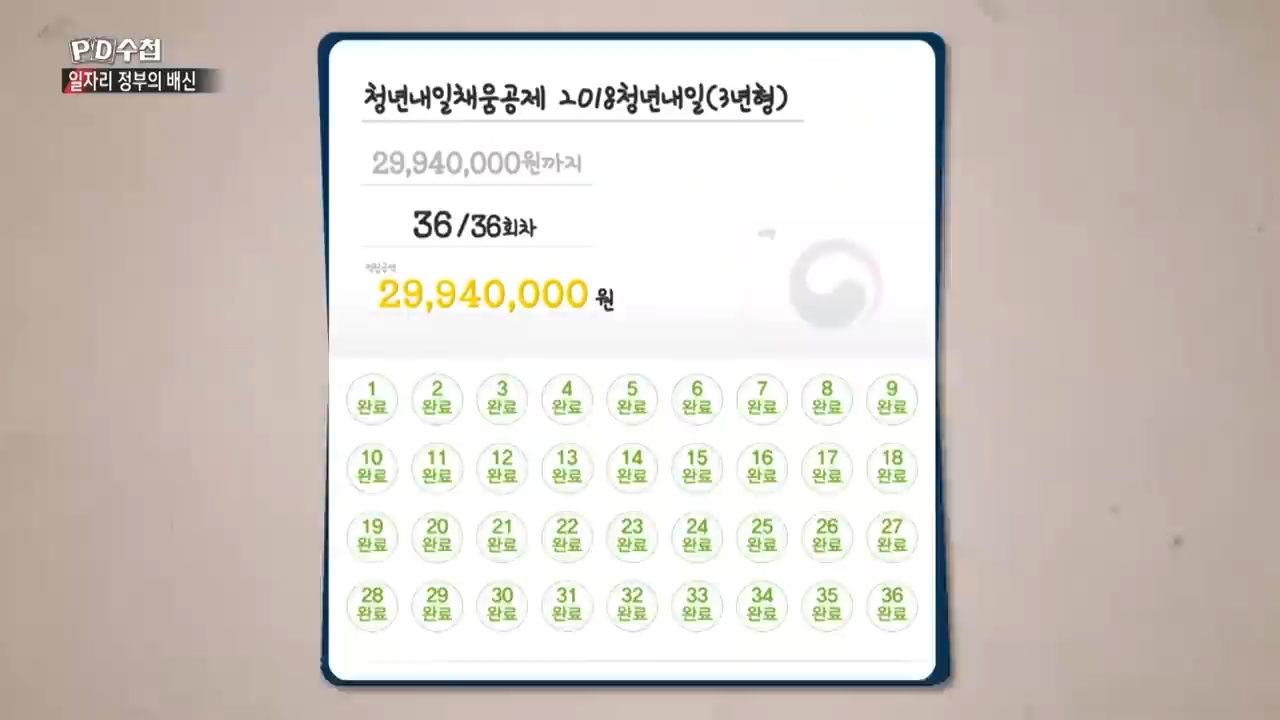 PD수첩
일자리 정부의 배신
청년내일채움공제 2018청년내일(3년형)
29,940,000원까지
36/36회차
적립금액
29,940,000 원
1 2 3 4 5 6 7 8 9
완료 완료 완료 완료 완료 완료 완료 완료 완료
10 11 12 13 14 15 16 17 18
완료 완료 완료 완료 완료 완료 완료 완료 완료
19 20 21 22 23 24 25 26 27
완료 완료 완료 완료 완료 완료 완료 완료 완료
28 29 30 31 32 33 34 35 36
완료 완료 완료 완료 완료 완료 완료 완료 완료